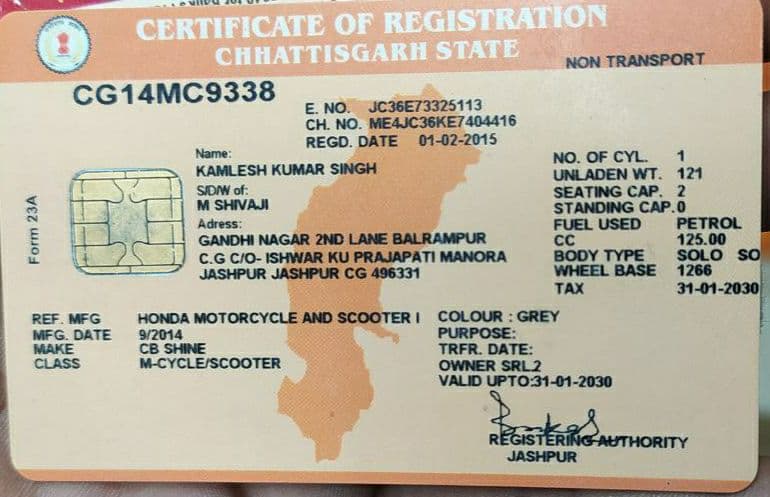 CERTIFICATE OF REGISTRATION
CHHATTISGARH STATE
NON TRANSPORT
CG14MC9338
E. NO. JC36E73325113
CH. NO. ME4JC36KE7404416
REGD. DATE 01-02-2015
Name:
KAMLESH KUMAR SINGH
S/D/W of:
M SHIVAJI
Adress:
GANDHI NAGAR 2ND LANE BALRAMPUR
C.G C/O- ISHWAR KU PRAJAPATI MANORA
JASHPUR JASHPUR CG 496331
NO. OF CYL. 1
UNLADEN WT. 121
SEATING CAP. 2
STANDING CAP. 0
FUEL USED PETROL
CC 125.00
BODY TYPE SOLO SO
WHEEL BASE 1266
TAX 31-01-2030
Form 23A
REF. MFG HONDA MOTORCYCLE AND SCOOTER I
MFG. DATE 9/2014
MAKE CB SHINE
CLASS M-CYCLE/SCOOTER
COLOUR : GREY
PURPOSE:
TRFR. DATE:
OWNER SRL.2
VALID UPTO:31-01-2030
REGISTERING AUTHORITY
JASHPUR